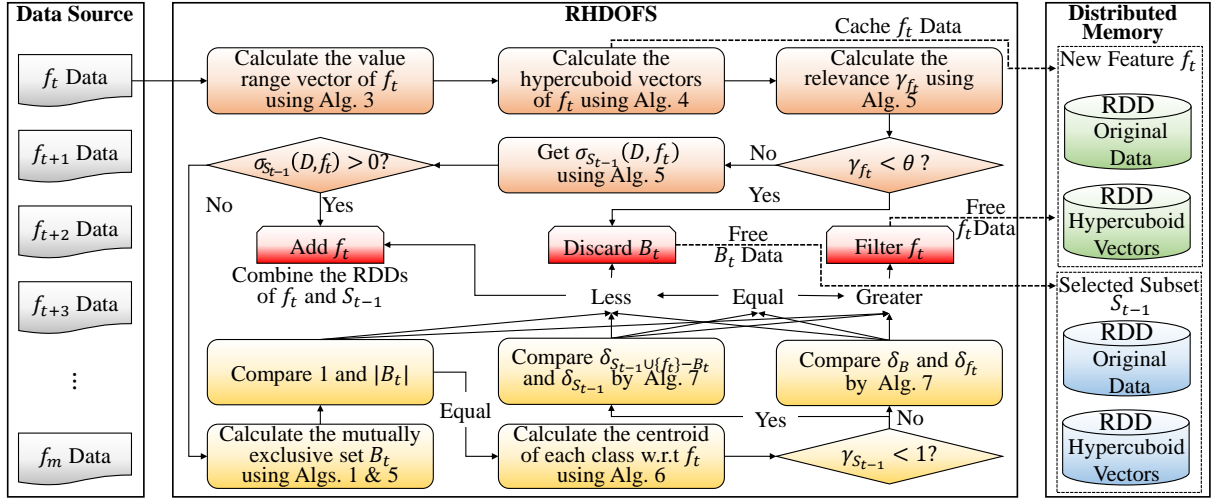 Data Source
f_t Data
f_{t+1} Data
f_{t+2} Data
f_{t+3} Data
⋮
f_m Data
RHDOFS
Cache f_t Data
Calculate the value
range vector of f_t
using Alg. 3
Calculate the
hypercuboid vectors
of f_t using Alg. 4
Calculate the
relevance γ_{f_t} using
Alg. 5
σ_{S_{t-1}}(D, f_t) > 0?
Get σ_{S_{t-1}}(D, f_t)
using Alg. 5
No
γ_{f_t} < θ ?
Yes
No
Yes
Add f_t
Combine the RDDs
of f_t and S_{t-1}
Discard B_t
Free
B_t Data
Filter f_t
Free
f_t Data
Less
Equal
Greater
Compare 1 and |B_t|
Compare δ_{S_{t-1}∪{f_t}-B_t}
and δ_{S_{t-1}} by Alg. 7
Compare δ_B and δ_{f_t}
by Alg. 7
Equal
Yes
No
Calculate the mutually
exclusive set B_t
using Algs. 1 & 5
Calculate the centroid
of each class w.r.t f_t
using Alg. 6
γ_{S_{t-1}} < 1?
Distributed
Memory
New Feature f_t
RDD
Original
Data
RDD
Hypercuboid
Vectors
Selected Subset
S_{t-1}
RDD
Original
Data
RDD
Hypercuboid
Vectors